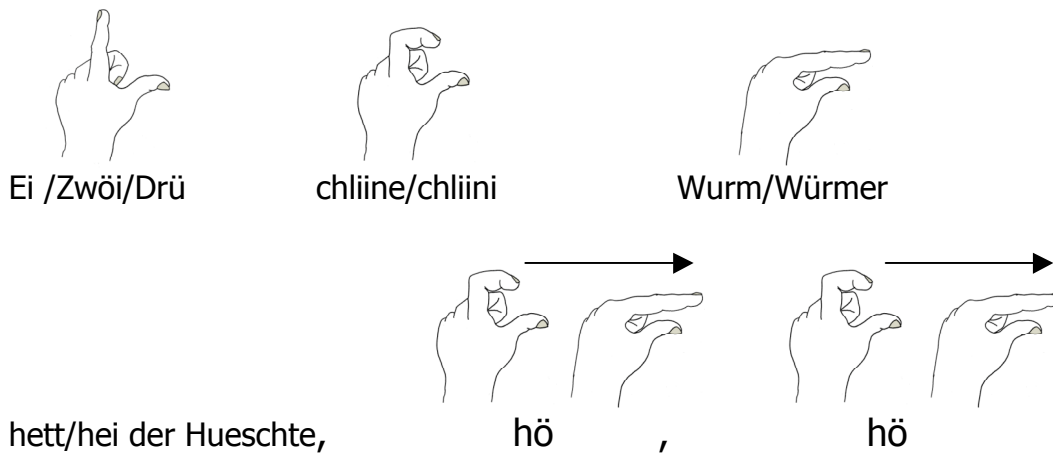 Ei /Zwöi/Drü chliine/chliini Wurm/Würmer
hett/hei der Hueschte, hö , hö